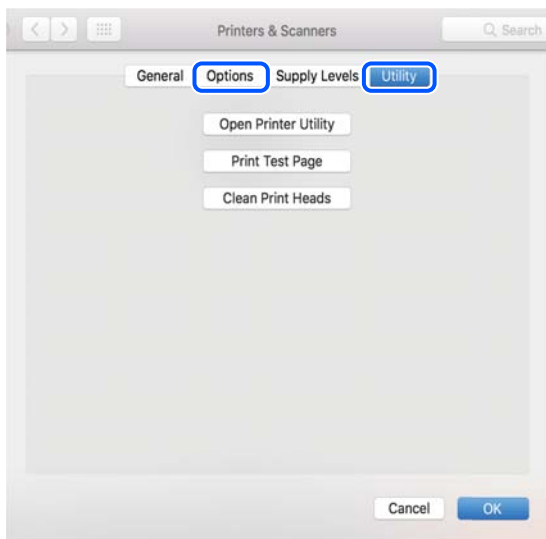 Printers & Scanners
Search
General Options Supply Levels Utility
Open Printer Utility
Print Test Page
Clean Print Heads
Cancel OK